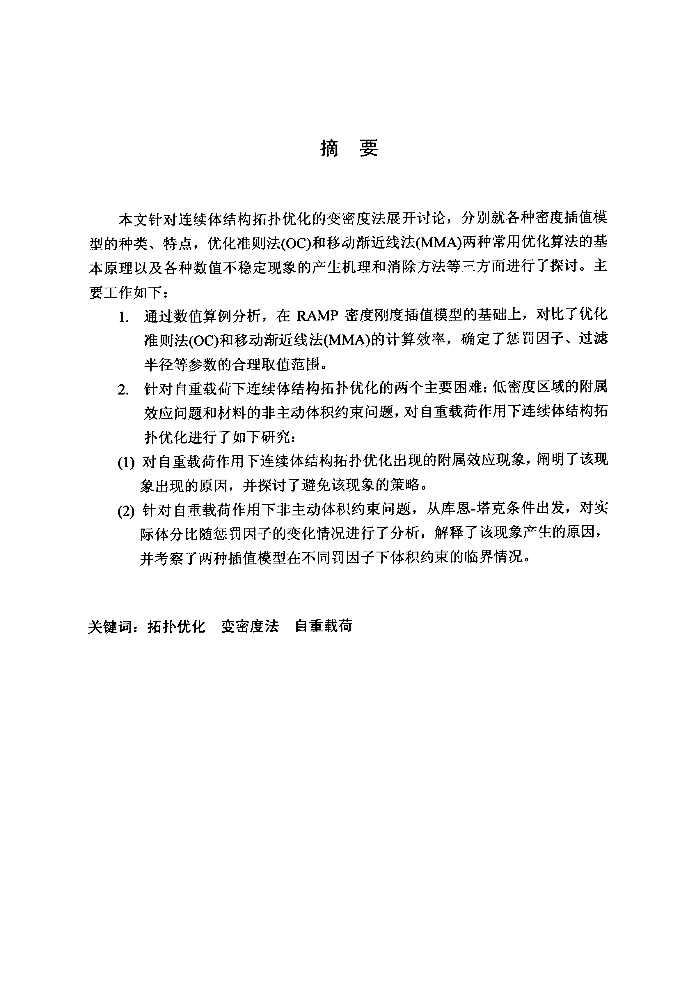 摘 要
本文针对连续体结构拓扑优化的变密度法展开讨论，分别就各种密度插值模
型的种类、特点，优化准则法(OC)和移动渐近线法(MMA)两种常用优化算法的基
本原理以及各种数值不稳定现象的产生机理和消除方法等三方面进行了探讨。主
要工作如下：
1. 通过数值算例分析，在 RAMP 密度刚度插值模型的基础上，对比了优化
准则法(OC)和移动渐近线法(MMA)的计算效率，确定了惩罚因子、过滤
半径等参数的合理取值范围。
2. 针对自重载荷下连续体结构拓扑优化的两个主要困难：低密度区域的附属
效应问题和材料的非主动体积约束问题，对自重载荷作用下连续体结构拓
扑优化进行了如下研究：
(1) 对自重载荷作用下连续体结构拓扑优化出现的附属效应现象，阐明了该现
象出现的原因，并探讨了避免该现象的策略。
(2) 针对自重载荷作用下非主动体积约束问题，从库恩-塔克条件出发，对实
际体分比随惩罚因子的变化情况进行了分析，解释了该现象产生的原因，
并考察了两种插值模型在不同罚因子下体积约束的临界情况。
关键词：拓扑优化 变密度法 自重载荷